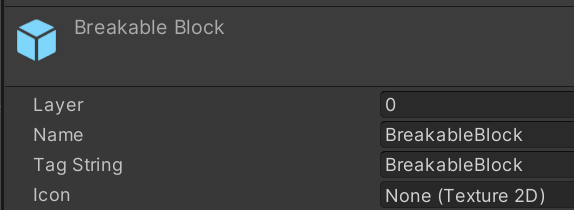 Breakable Block
Layer 0
Name BreakableBlock
Tag String BreakableBlock
Icon None (Texture 2D)